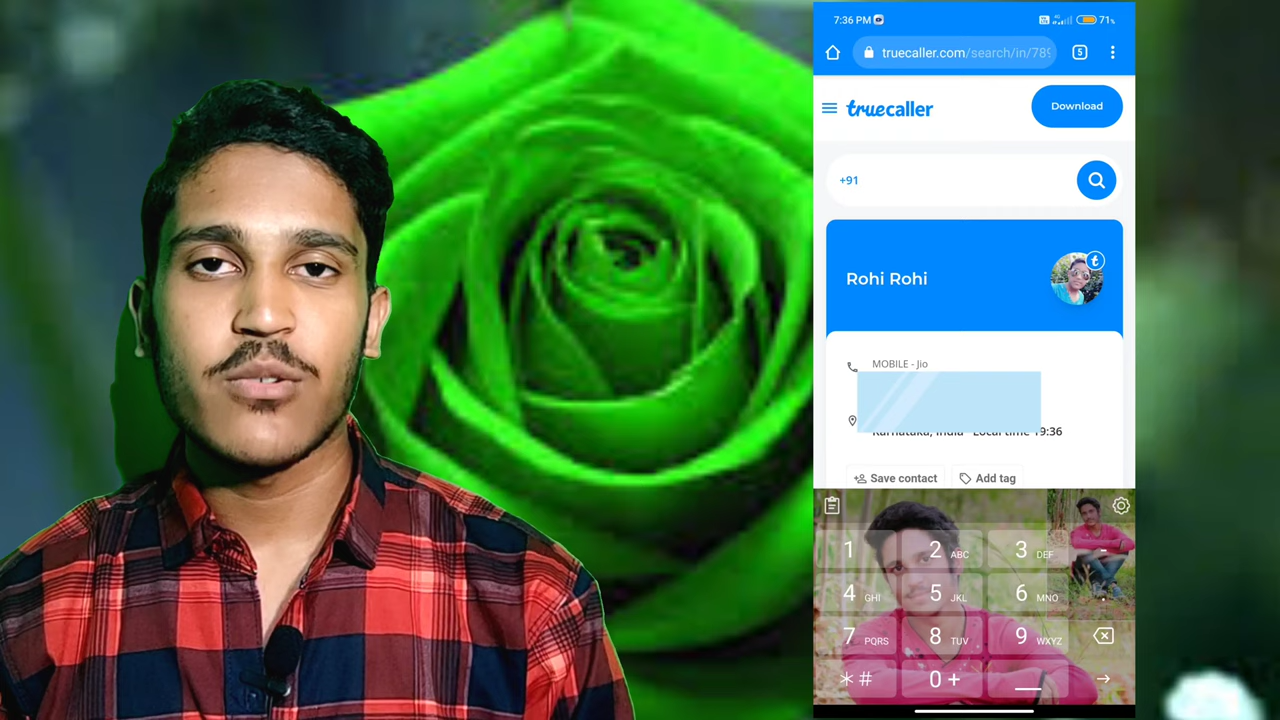 7:36 PM
71%
truecaller.com/search/in/789
5
truecaller
Download
+91
Rohi Rohi
t
MOBILE - Jio
Karnataka, India - Local time 19:36
Save contact
Add tag
1 2 ABC 3 DEF -
4 GHI 5 JKL 6 MNO .
7 PQRS 8 TUV 9 WXYZ
*# 0 +